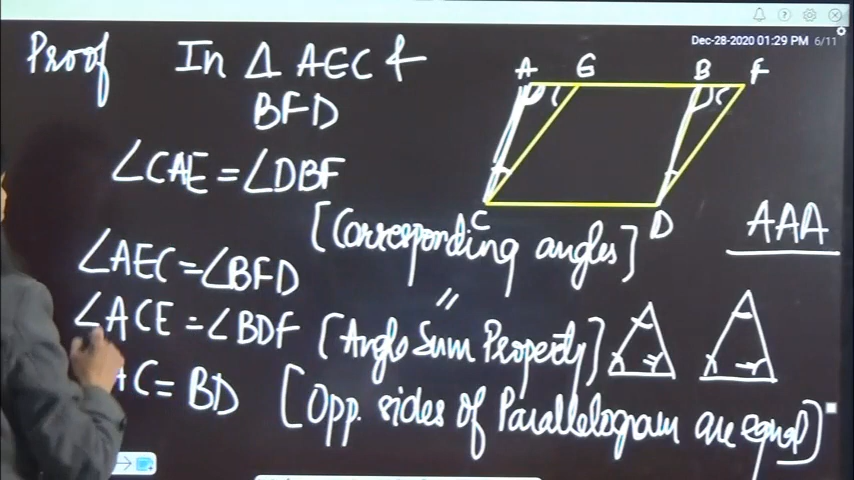 Dec-28-2020 01:29 PM 6/11
Proof In Δ AEC &
BFD
A E B F
∠CAE = ∠DBF
C D
AAA
[Corresponding angles]
∠AEC = ∠BFD
"
∠ACE = ∠BDF [Angle Sum Property]
AC = BD [Opp. sides of Parallelogram are equal]